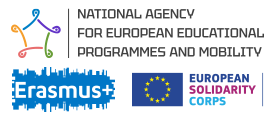 NATIONAL AGENCY
FOR EUROPEAN EDUCATIONAL
PROGRAMMES AND MOBILITY
Erasmus+
EUROPEAN
SOLIDARITY
CORPS